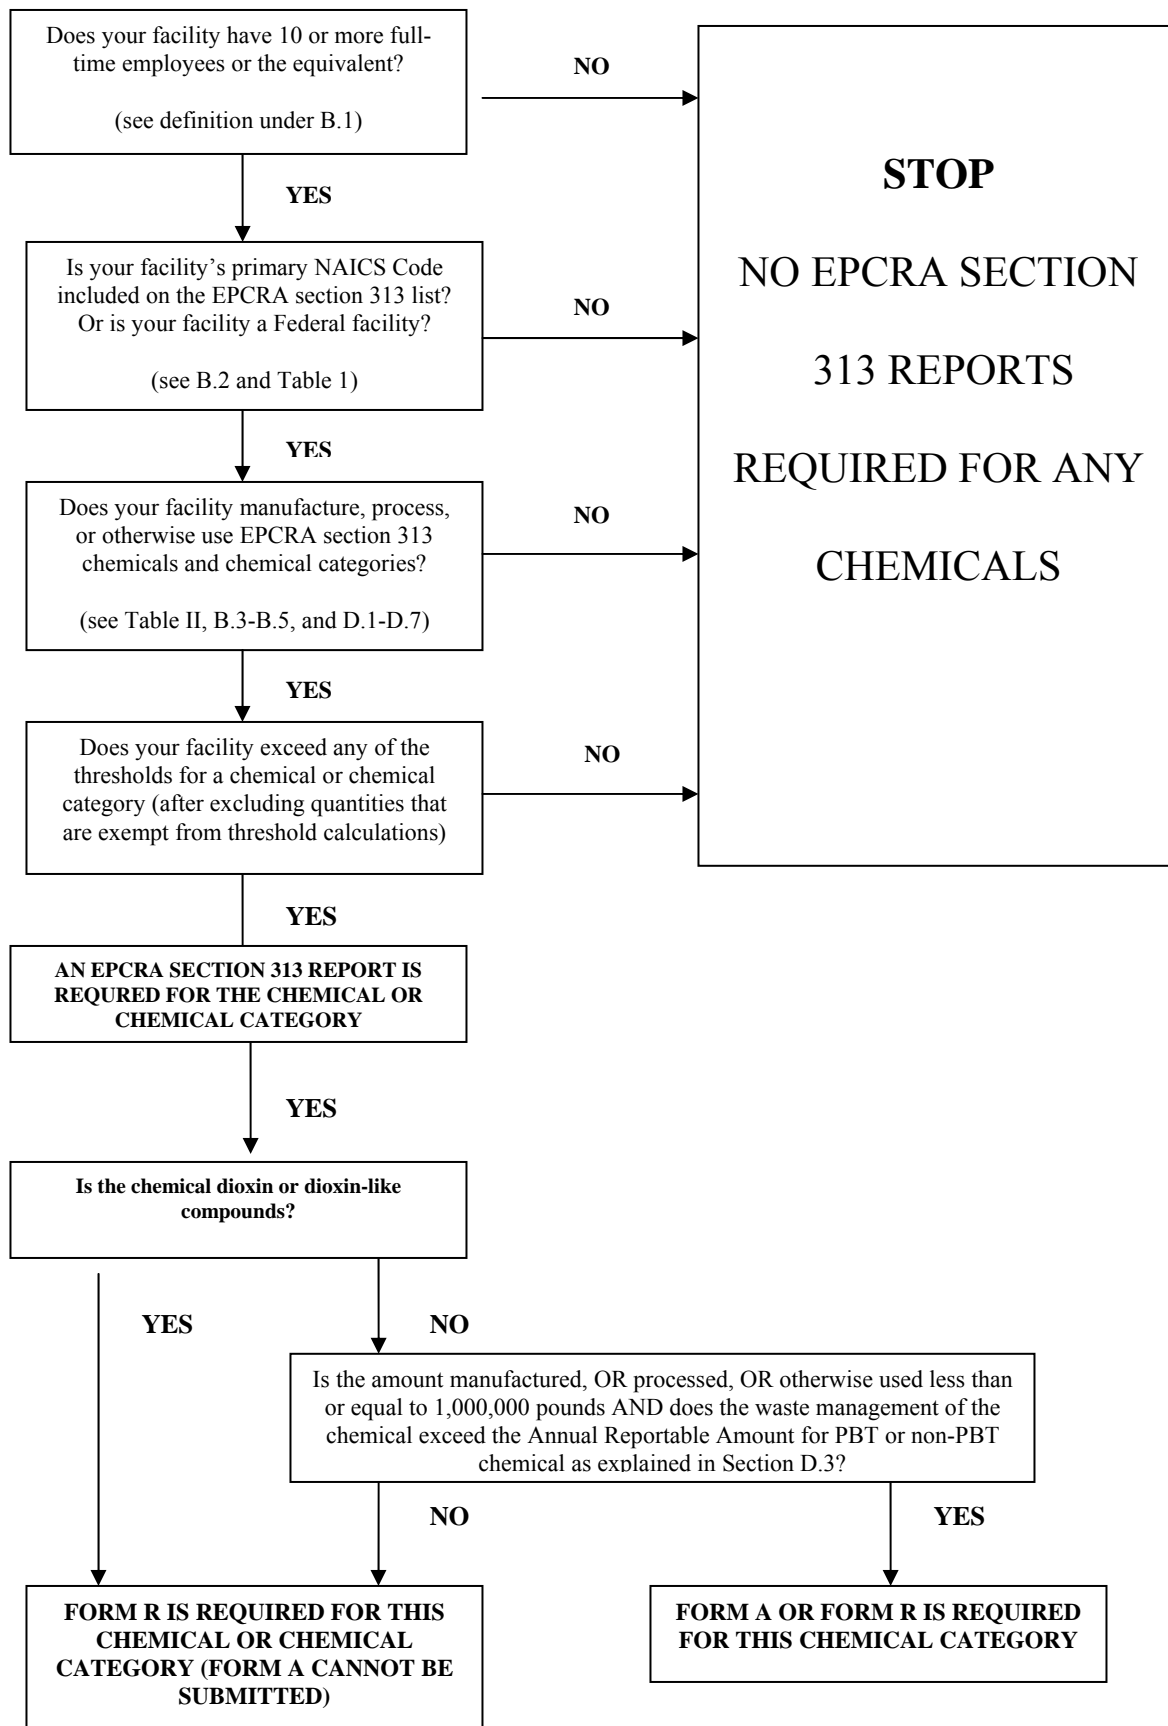 Does your facility have 10 or more full-
time employees or the equivalent?
(see definition under B.1)
NO
YES
STOP
NO EPCRA SECTION
313 REPORTS
REQUIRED FOR ANY
CHEMICALS
Is your facility's primary NAICS Code
included on the EPCRA section 313 list?
Or is your facility a Federal facility?
(see B.2 and Table 1)
NO
YES
Does your facility manufacture, process,
or otherwise use EPCRA section 313
chemicals and chemical categories?
(see Table II, B.3-B.5, and D.1-D.7)
NO
YES
Does your facility exceed any of the
thresholds for a chemical or chemical
category (after excluding quantities that
are exempt from threshold calculations)
NO
YES
AN EPCRA SECTION 313 REPORT IS
REQURED FOR THE CHEMICAL OR
CHEMICAL CATEGORY
YES
Is the chemical dioxin or dioxin-like
compounds?
YES
NO
Is the amount manufactured, OR processed, OR otherwise used less than
or equal to 1,000,000 pounds AND does the waste management of the
chemical exceed the Annual Reportable Amount for PBT or non-PBT
chemical as explained in Section D.3?
NO
YES
FORM R IS REQUIRED FOR THIS
CHEMICAL OR CHEMICAL
CATEGORY (FORM A CANNOT BE
SUBMITTED)
FORM A OR FORM R IS REQUIRED
FOR THIS CHEMICAL CATEGORY